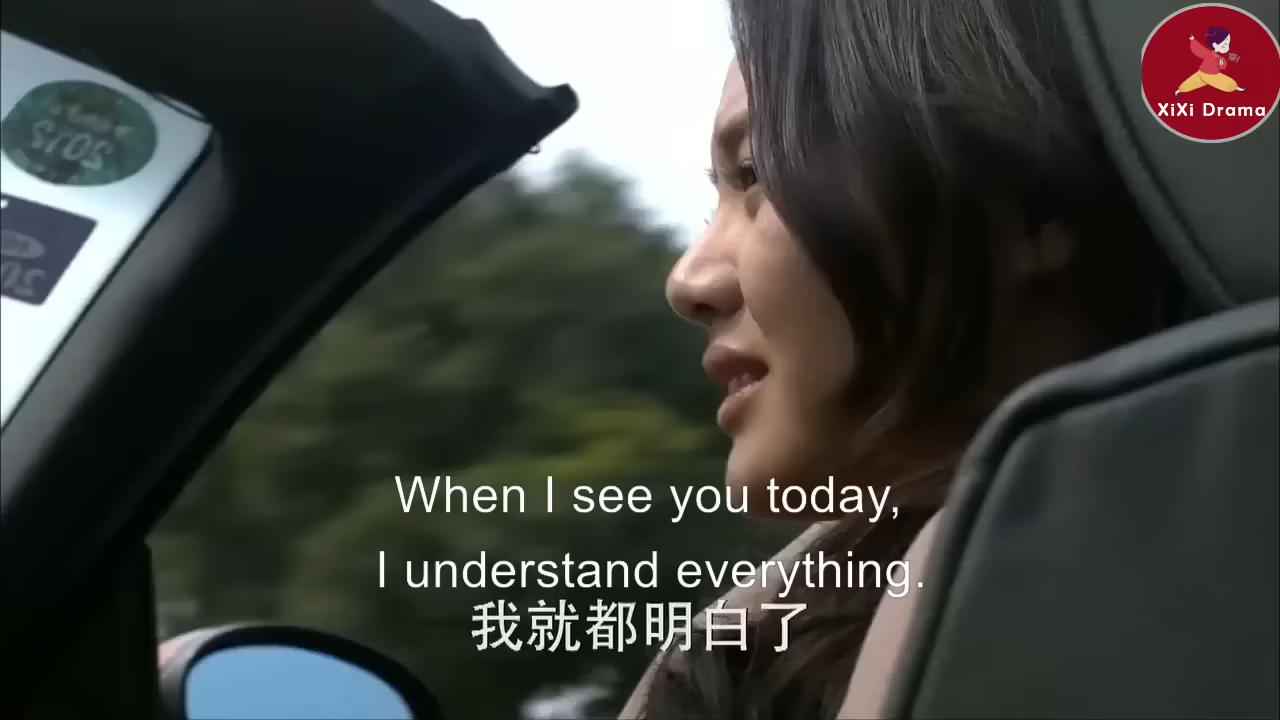 XiXi Drama
When I see you today,
I understand everything.
我就都明白了